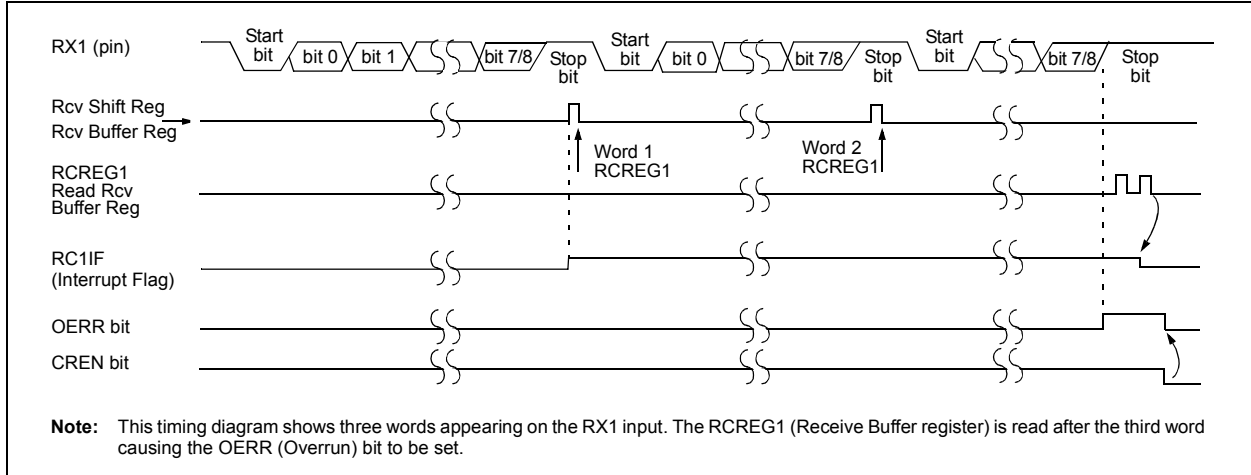 RX1 (pin)
Start bit
bit 0
bit 1
bit 7/8
Stop bit
Start bit
bit 0
bit 7/8
Stop bit
Start bit
bit 7/8
Stop bit
Rcv Shift Reg
Rcv Buffer Reg
Word 1
RCREG1
Word 2
RCREG1
RCREG1
Read Rcv
Buffer Reg
RC1IF
(Interrupt Flag)
OERR bit
CREN bit
Note: This timing diagram shows three words appearing on the RX1 input. The RCREG1 (Receive Buffer register) is read after the third word
causing the OERR (Overrun) bit to be set.